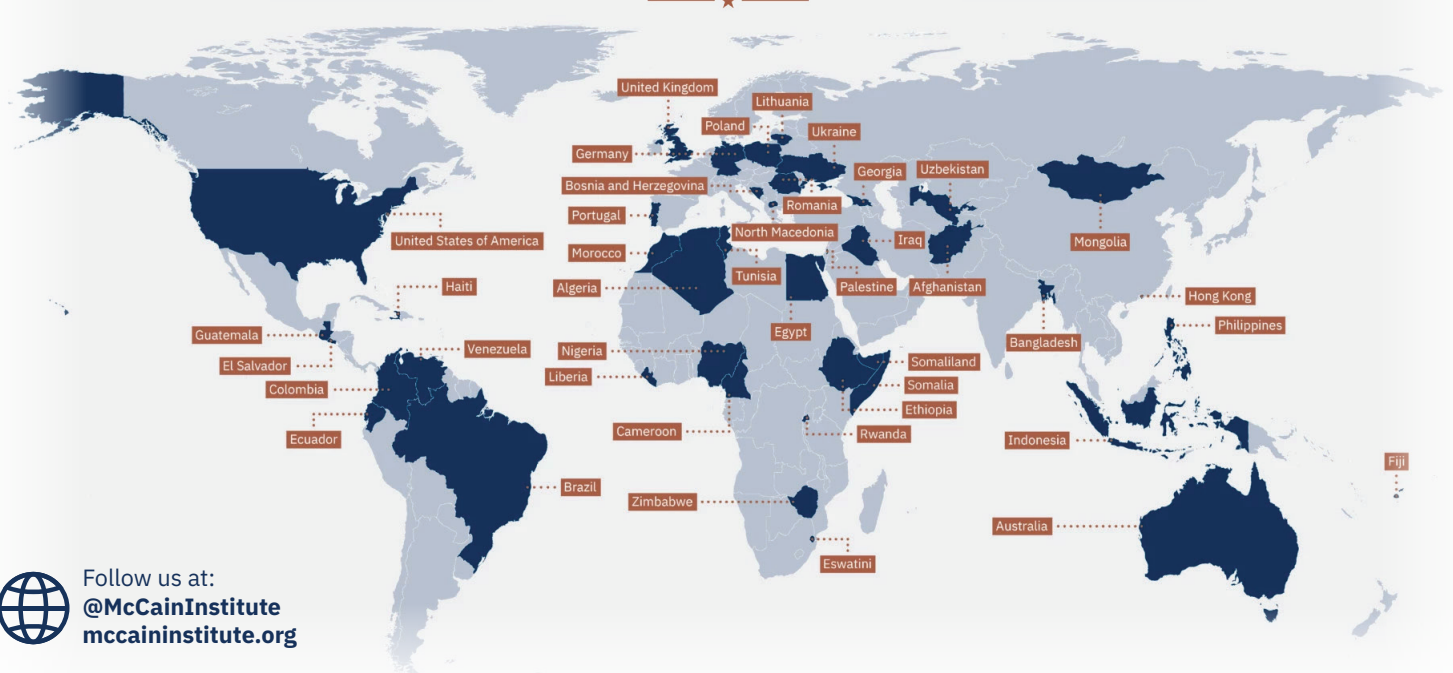 United Kingdom
Lithuania
Poland
Ukraine
Germany
Georgia
Uzbekistan
Bosnia and Herzegovina
Romania
Portugal
North Macedonia
United States of America
Iraq
Mongolia
Morocco
Tunisia
Haiti
Algeria
Palestine
Afghanistan
Hong Kong
Philippines
Egypt
Guatemala
Bangladesh
Venezuela
Nigeria
El Salvador
Somaliland
Liberia
Somalia
Colombia
Ethiopia
Cameroon
Rwanda
Ecuador
Indonesia
Fiji
Brazil
Zimbabwe
Australia
Eswatini
Follow us at:
@McCainInstitute
mccaininstitute.org